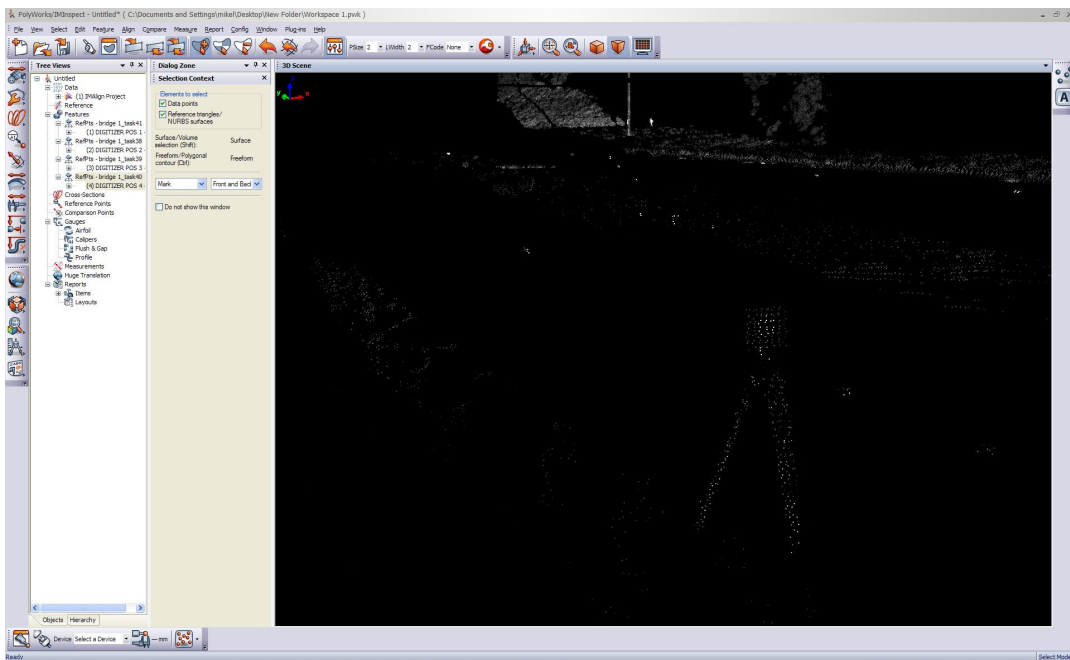 PolyWorks/IMInspect - Untitled* ( C:\Documents and Settings\mikel\Desktop\New Folder\Workspace 1.pwk )
File View Select Edit Feature Align Compare Measure Report Config Window Plug-ins Help
PSize 2 LWidth 2 PCode None
Tree Views
Untitled
Data
(1) IMAlign Project
Reference
Features
RefPts - bridge 1_task41
(1) DIGITIZER POS 1 -
RefPts - bridge 1_task38
(2) DIGITIZER POS 2 -
RefPts - bridge 1_task39
(3) DIGITIZER POS 3 -
RefPts - bridge 1_task40
(4) DIGITIZER POS 4 -
Cross-Sections
Reference Points
Comparison Points
Gauges
Airfoil
Calipers
Flush & Gap
Profile
Measurements
Huge Translation
Reports
Items
Layouts
Objects Hierarchy
Dialog Zone
Selection Context
Elements to select
Data points
Reference triangles/
NURBS surfaces
Surface/Volume
selection (Shift): Surface
Freeform/Polygonal
contour (Ctrl): Freeform
Mark Front and Bacl
Do not show this window
3D Scene
Y X
A
Device Select a Device — mm
Ready Select Mode